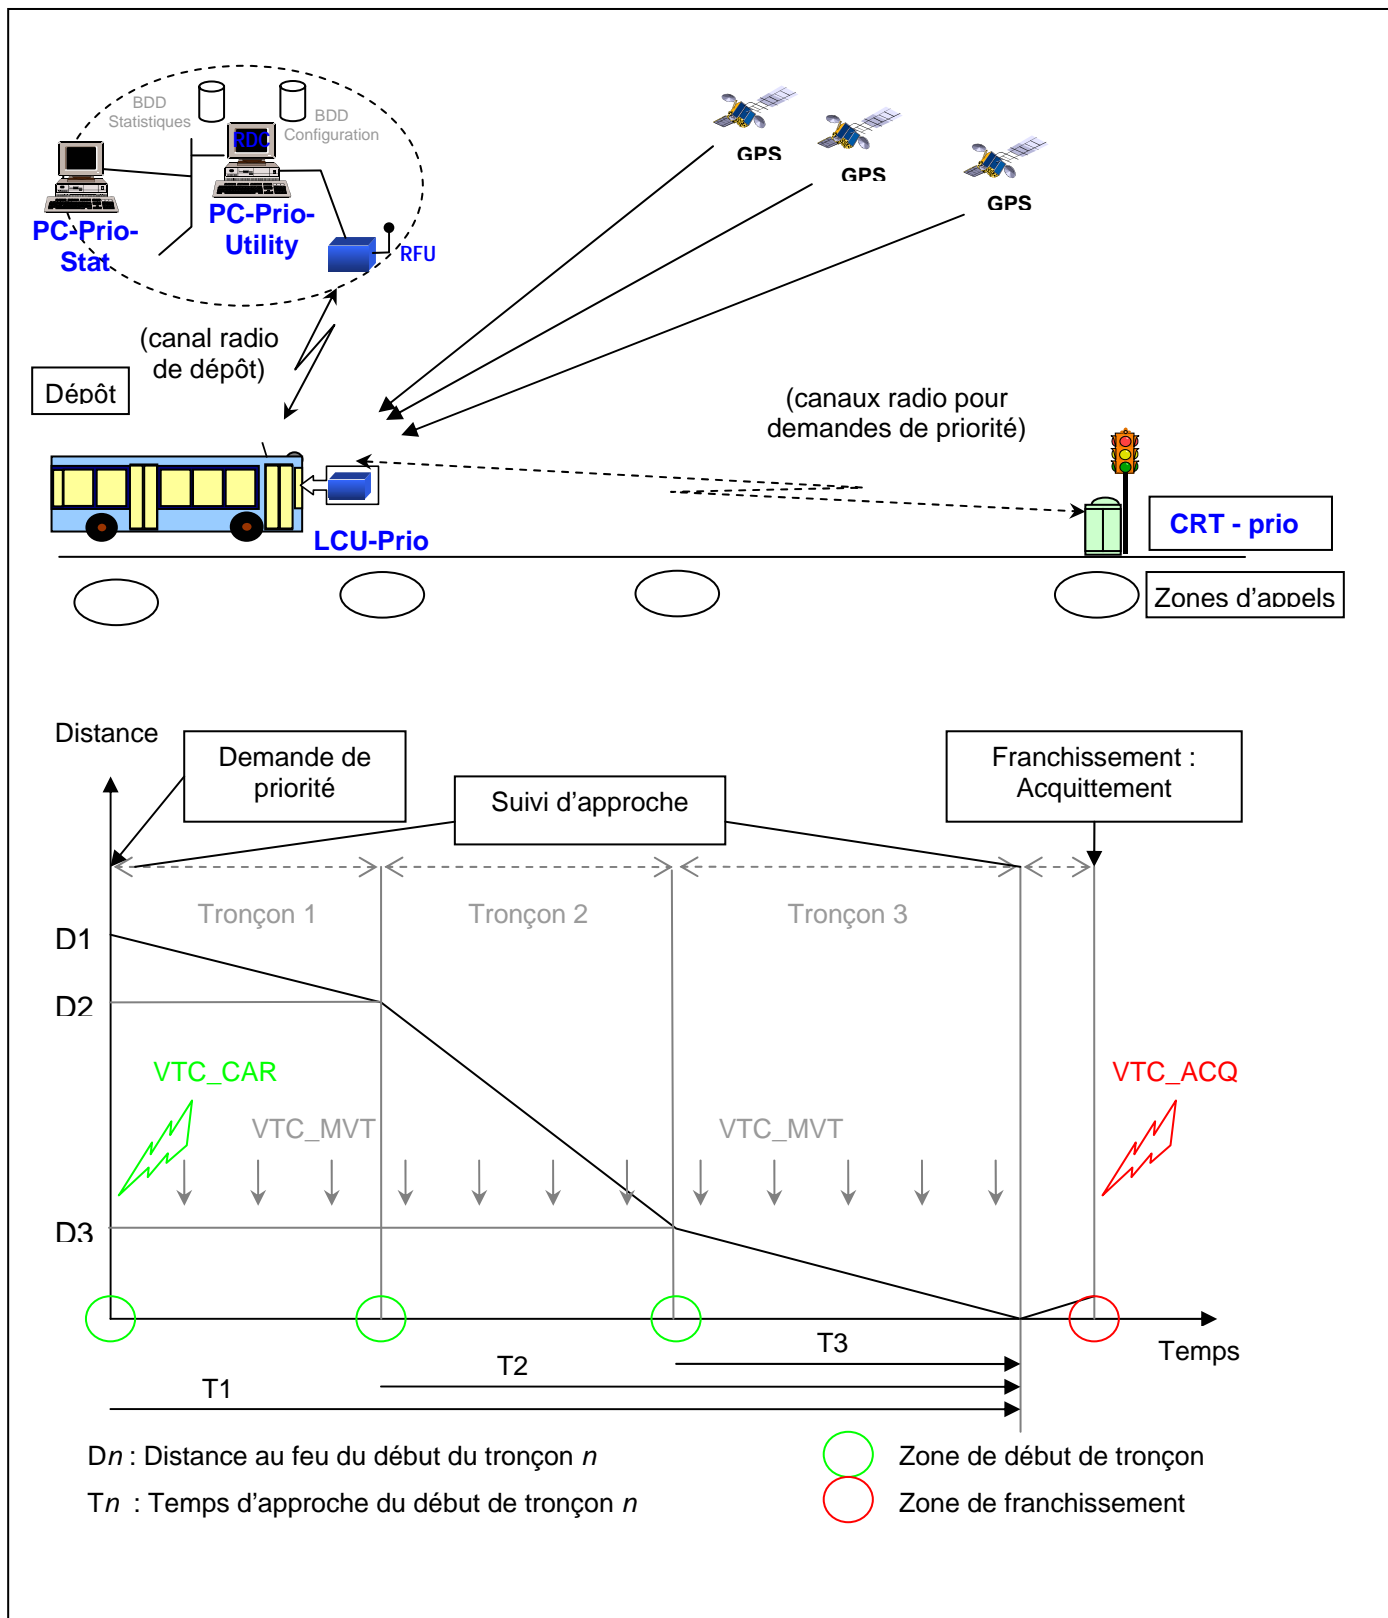 BDD
Statistiques
BDD
Configuration
RDC
PC-Prio-
Stat
PC-Prio-
Utility
RFU
GPS
GPS
GPS
(canal radio
de dépôt)
Dépôt
(canaux radio pour
demandes de priorité)
LCU-Prio
CRT - prio
Zones d'appels
Distance
Demande de
priorité
Suivi d'approche
Franchissement :
Acquittement
Tronçon 1
Tronçon 2
Tronçon 3
D1
D2
VTC_CAR
VTC_ACQ
VTC_MVT
VTC_MVT
D3
T3
Temps
T2
T1
Dn : Distance au feu du début du tronçon n
Zone de début de tronçon
Tn : Temps d'approche du début de tronçon n
Zone de franchissement